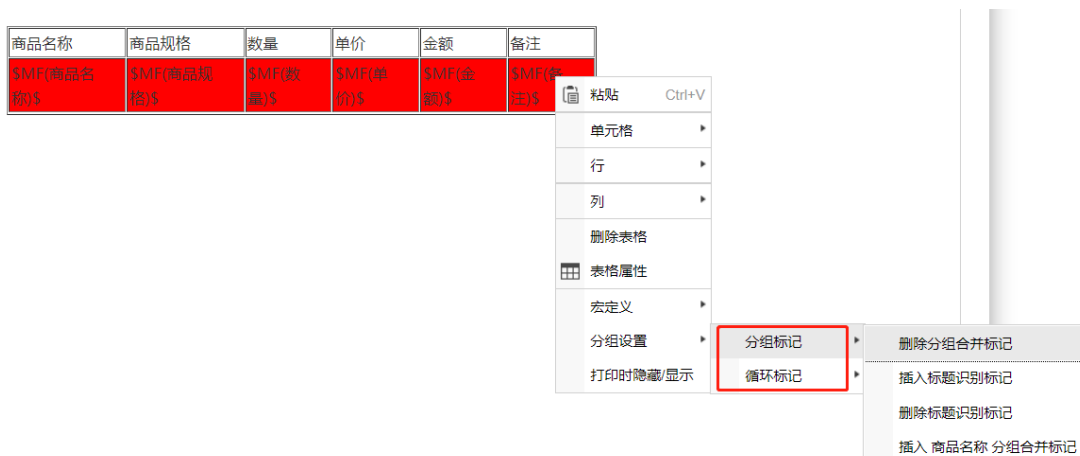 商品名称 商品规格 数量 单价 金额 备注
$MF(商品名 $MF(商品规 $MF(数 $MF(单 $MF(金 $MF(备
称)$ 格)$ 量)$ 价)$ 额)$ 注)$
粘贴 Ctrl+V
单元格
行
列
删除表格
表格属性
宏定义
分组设置
打印时隐藏/显示
分组标记
循环标记
删除分组合并标记
插入标题识别标记
删除标题识别标记
插入 商品名称 分组合并标记